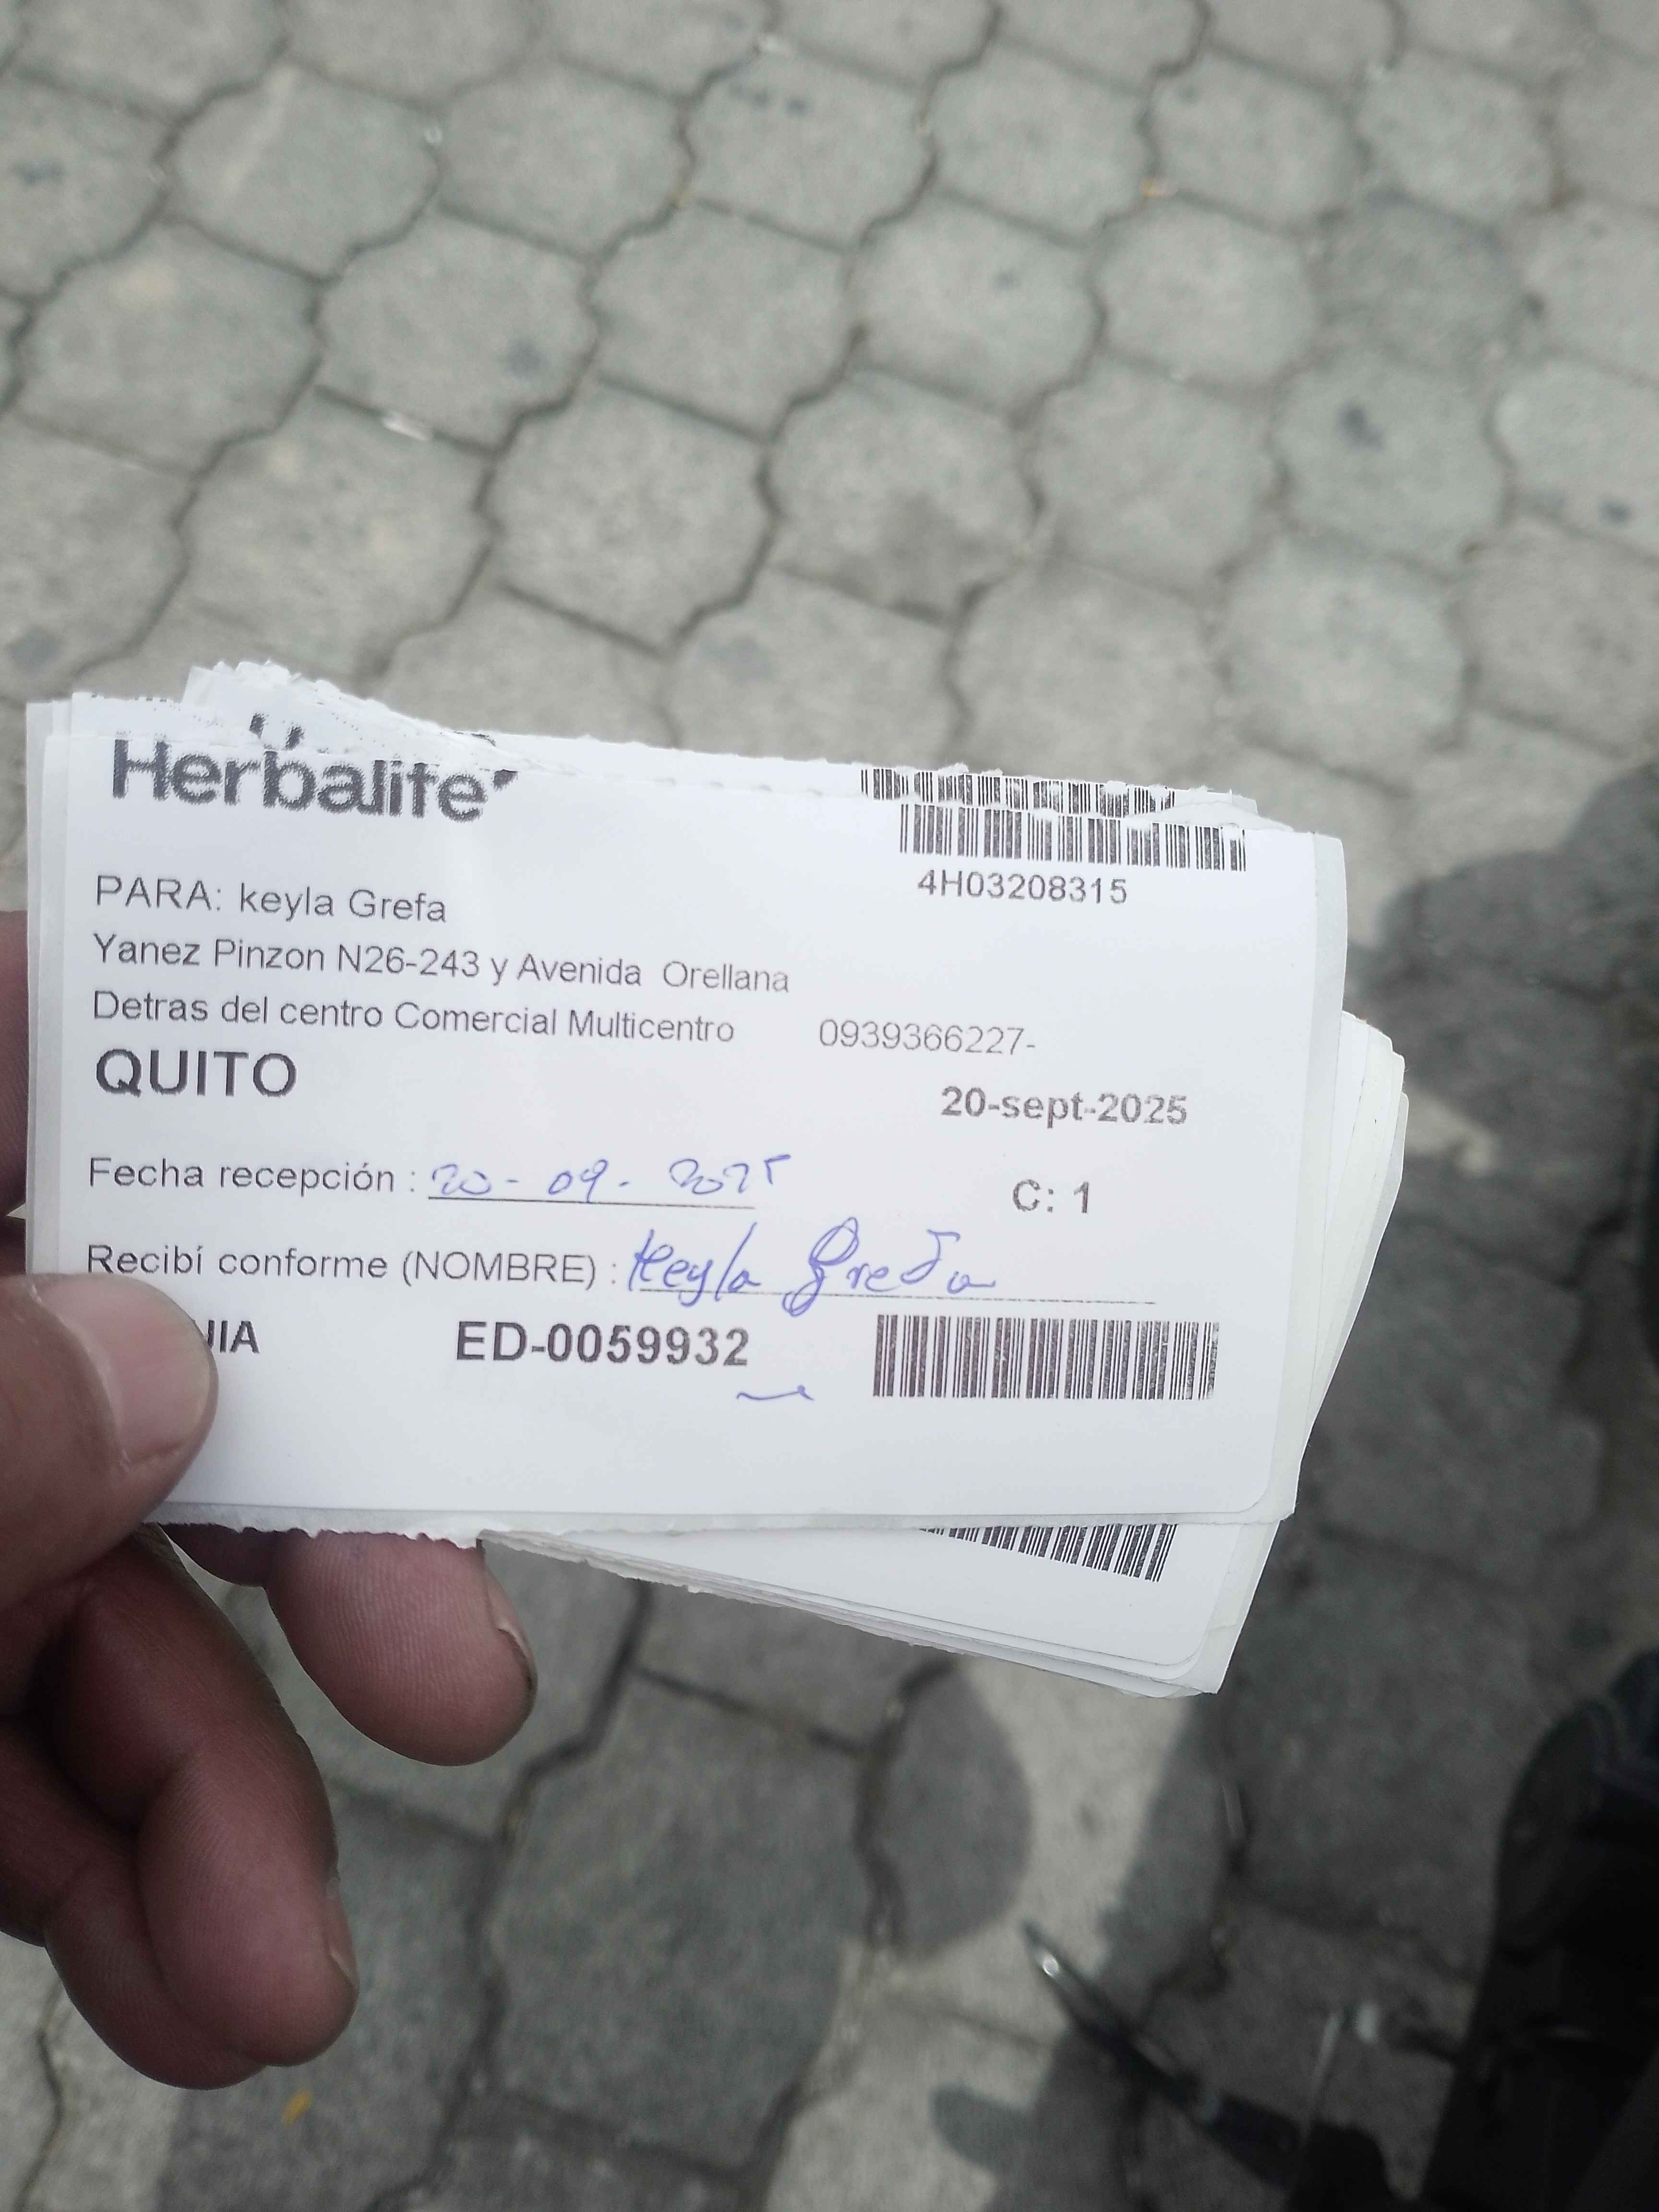 Herbalife
4H03208315
PARA: keyla Grefa
Yanez Pinzon N26-243 y Avenida Orellana
Detras del centro Comercial Multicentro 0939366227-
QUITO
20-sept-2025
Fecha recepción : 20-09-2025
C: 1
Recibí conforme (NOMBRE) : Keyla Grefa
ED-0059932